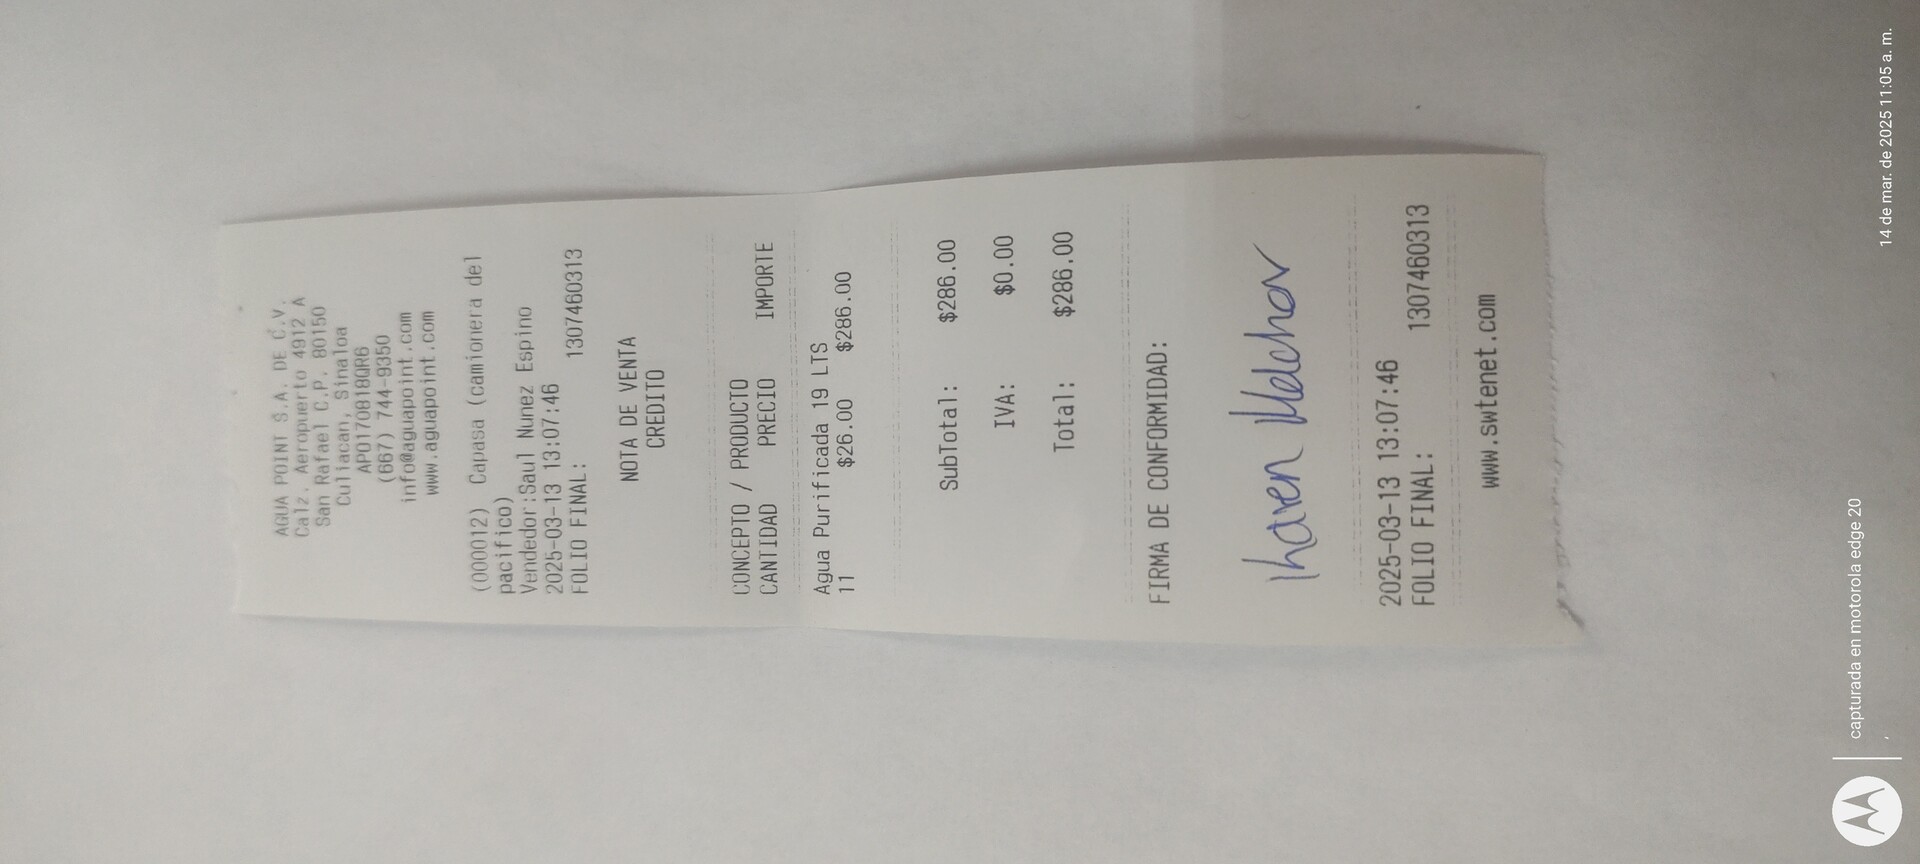 AGUA POINT S.A. DE C.V.
Calz. Aeropuerto 4912 A
San Rafael C.P. 80150
Culiacan, Sinaloa
APO170818QR6
(667) 744-9350
info@aguapoint.com
www.aguapoint.com
(000012) Capasa (camionera del
pacifico)
Vendedor:Saul Nunez Espino
2025-03-13 13:07:46
FOLIO FINAL: 1307460313
NOTA DE VENTA
CREDITO
CONCEPTO / PRODUCTO
CANTIDAD PRECIO IMPORTE
Agua Purificada 19 LTS
11 $26.00 $286.00
SubTotal: $286.00
IVA: $0.00
Total: $286.00
FIRMA DE CONFORMIDAD:
Melchor
2025-03-13 13:07:46
FOLIO FINAL: 1307460313
www.swtenet.com
capturada en motorola edge 20
14 de mar. de 2025 11:05 a. m.